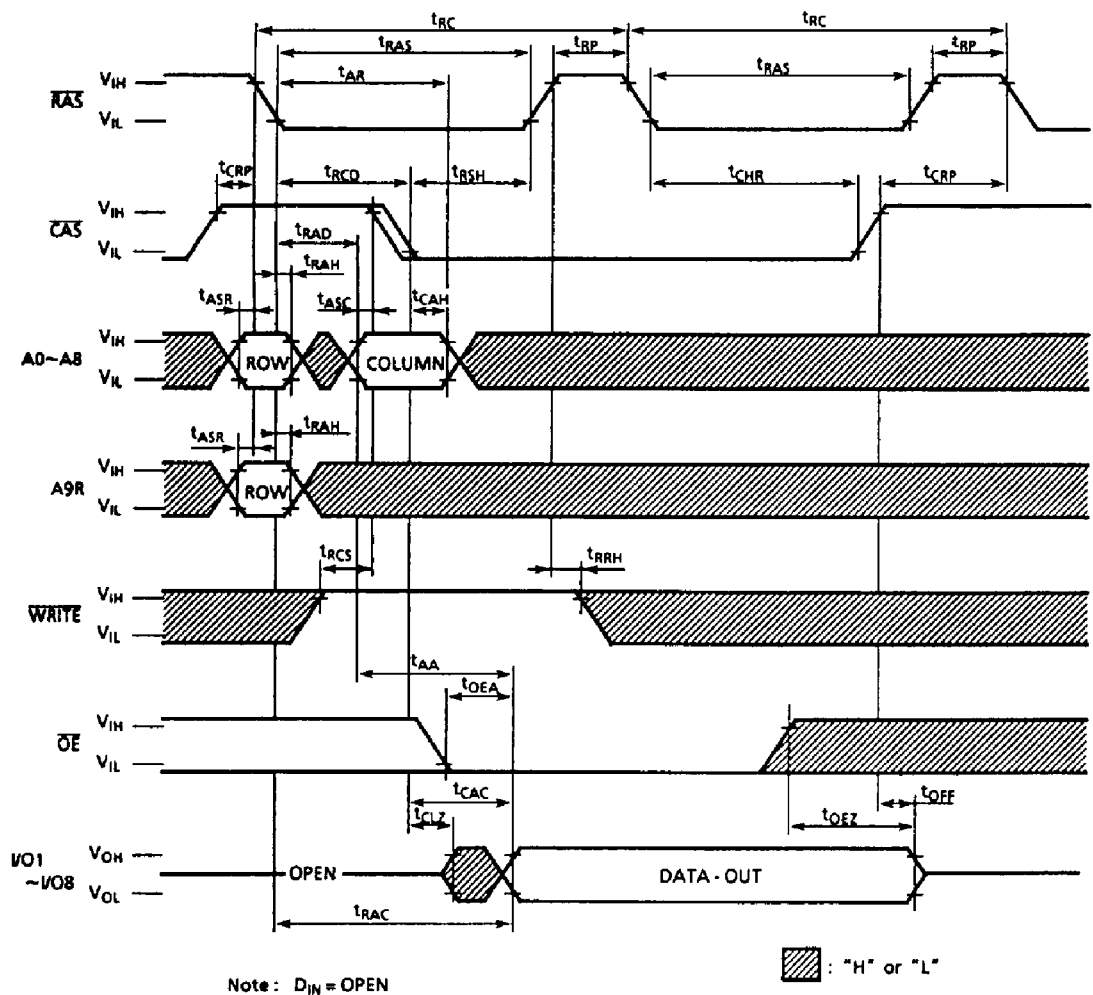 tRC tRC
tRAS tRP tRP
tAR tRAS
RAS VIH
VIL
tCRP tRCD tRSH tCHR tCRP
CAS VIH
VIL
tRAD
tRAH
tASR tASC tCAH
A0~A8 VIH
VIL
ROW COLUMN
tASR tRAH
A9R VIH
VIL
ROW
tRCS tRRH
WRITE VIH
VIL
tAA
tOEA
OE VIH
VIL
tCAC tOFF
tCLZ tOEZ
I/O1
~I/O8
VOH
VOL
OPEN DATA - OUT
tRAC
: "H" or "L"
Note : DIN = OPEN